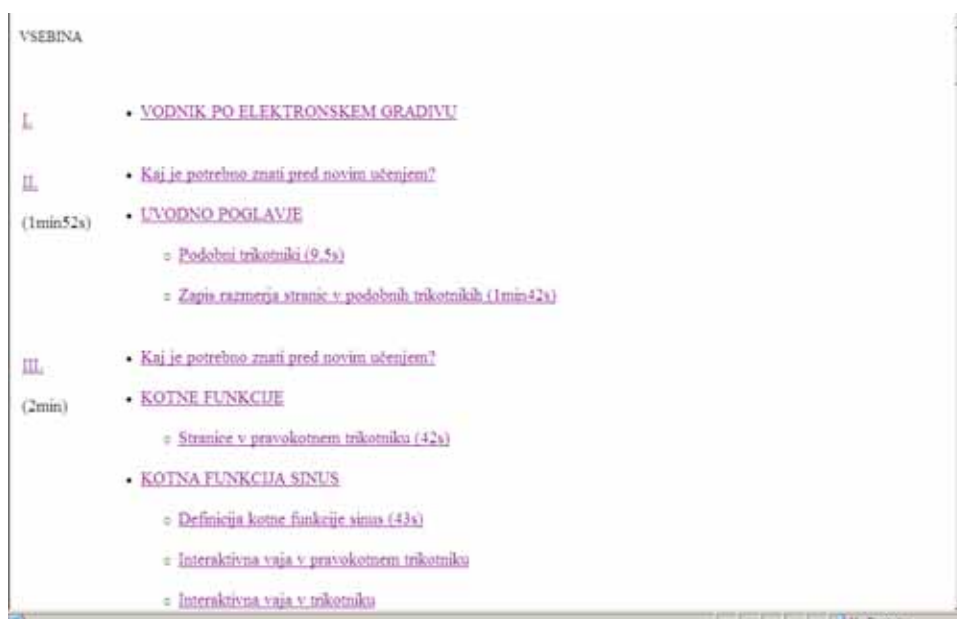 VSEBINA
I.
• VODNIK PO ELEKTRONSKEM GRADIVU
II.
(1min52s)
• Kaj je potrebno znati pred novim učenjem?
• UVODNO POGLAVJE
○ Podobni trikotniki (9.5s)
○ Zapis razmerja stranic v podobnih trikotnikih (1min42s)
III.
(2min)
• Kaj je potrebno znati pred novim učenjem?
• KOTNE FUNKCIJE
○ Stranice v pravokotnem trikotniku (42s)
• KOTNA FUNKCIJA SINUS
○ Definicija kotne funkcije sinus (43s)
○ Interaktivna vaja v pravokotnem trikotniku
○ Interaktivna vaja v trikotniku